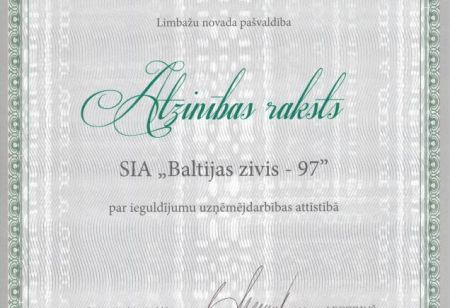 Limbažu novada pašvaldība
Atzinības raksts
SIA „Baltijas zivis - 97”
par ieguldījumu uzņēmējdarbības attīstībā